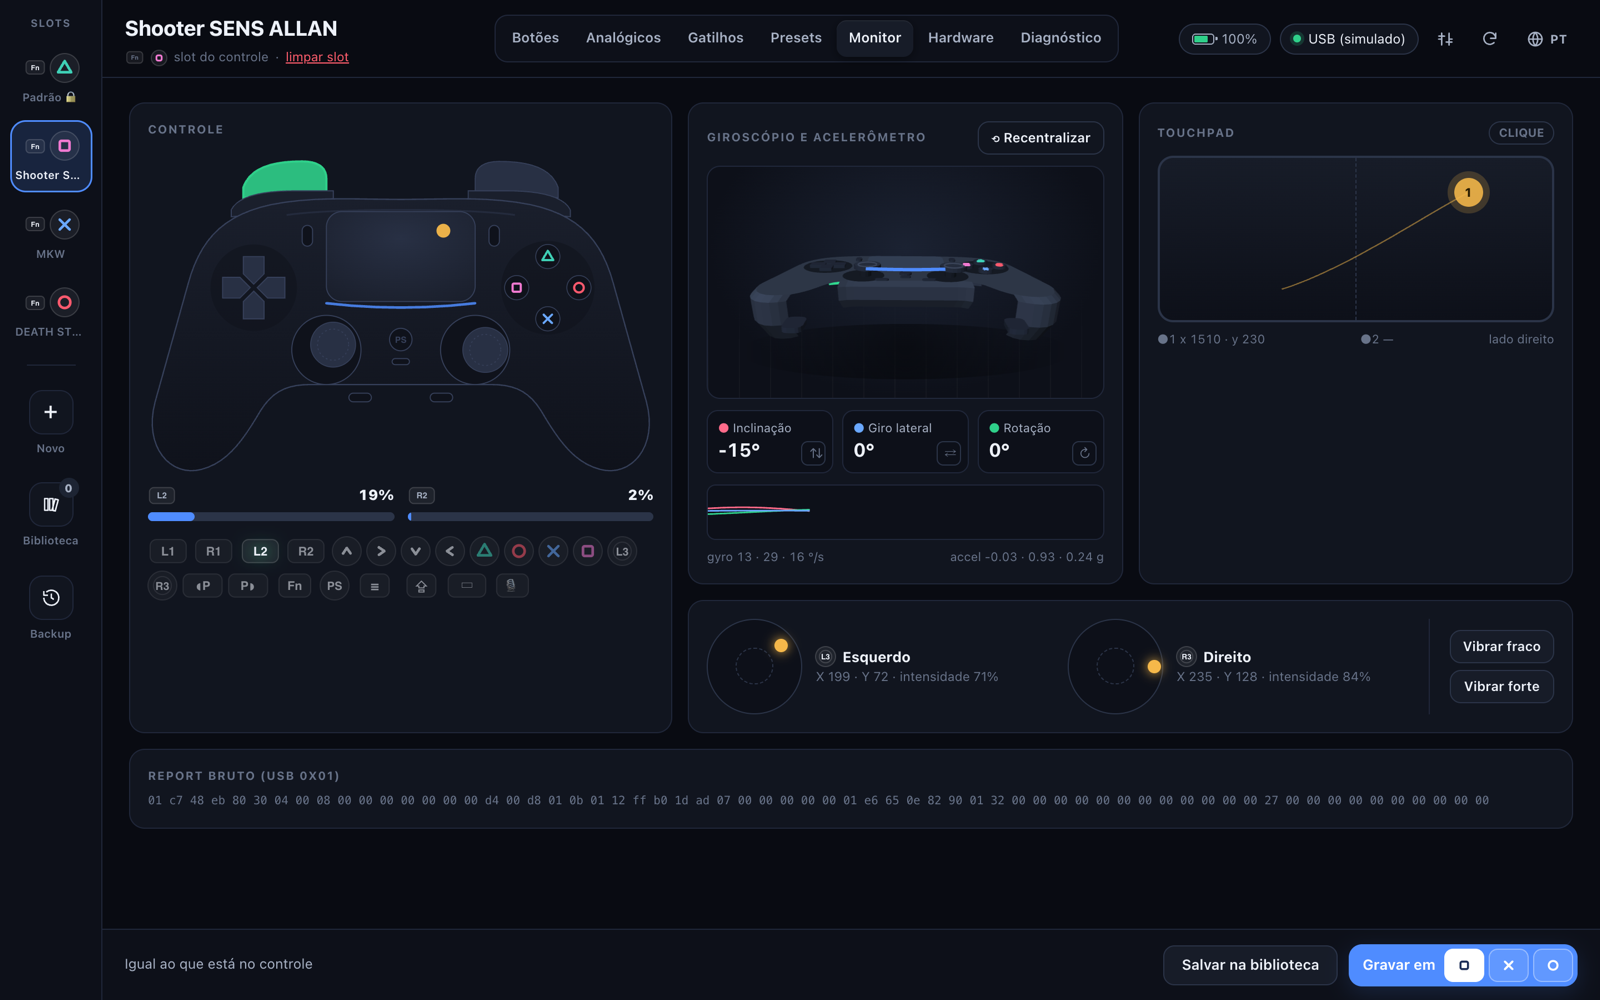 SLOTS
Fn
Padrão
Fn
Shooter S...
Fn
MKW
Fn
DEATH ST...
Novo
0
Biblioteca
Backup
Shooter SENS ALLAN
Fn slot do controle · limpar slot
Botões Analógicos Gatilhos Presets Monitor Hardware Diagnóstico
100% USB (simulado) PT
CONTROLE
PS
L2 19% R2 2%
L1 R1 L2 R2 L3
R3 P P Fn PS
GIROSCÓPIO E ACELERÔMETRO Recentralizar
Inclinação Giro lateral Rotação
-15° 0° 0°
gyro 13 · 29 · 16 °/s accel -0.03 · 0.93 · 0.24 g
TOUCHPAD CLIQUE
1
1 x 1510 · y 230 2 — lado direito
L3 Esquerdo
X 199 · Y 72 · intensidade 71%
R3 Direito
X 235 · Y 128 · intensidade 84%
Vibrar fraco
Vibrar forte
REPORT BRUTO (USB 0X01)
01 c7 48 eb 80 30 04 00 08 00 00 00 00 00 00 00 d4 00 d8 01 0b 01 12 ff b0 1d ad 07 00 00 00 00 00 01 e6 65 0e 82 90 01 32 00 00 00 00 00 00 00 00 00 00 00 00 27 00 00 00 00 00 00 00 00 00 00
Igual ao que está no controle
Salvar na biblioteca
Gravar em